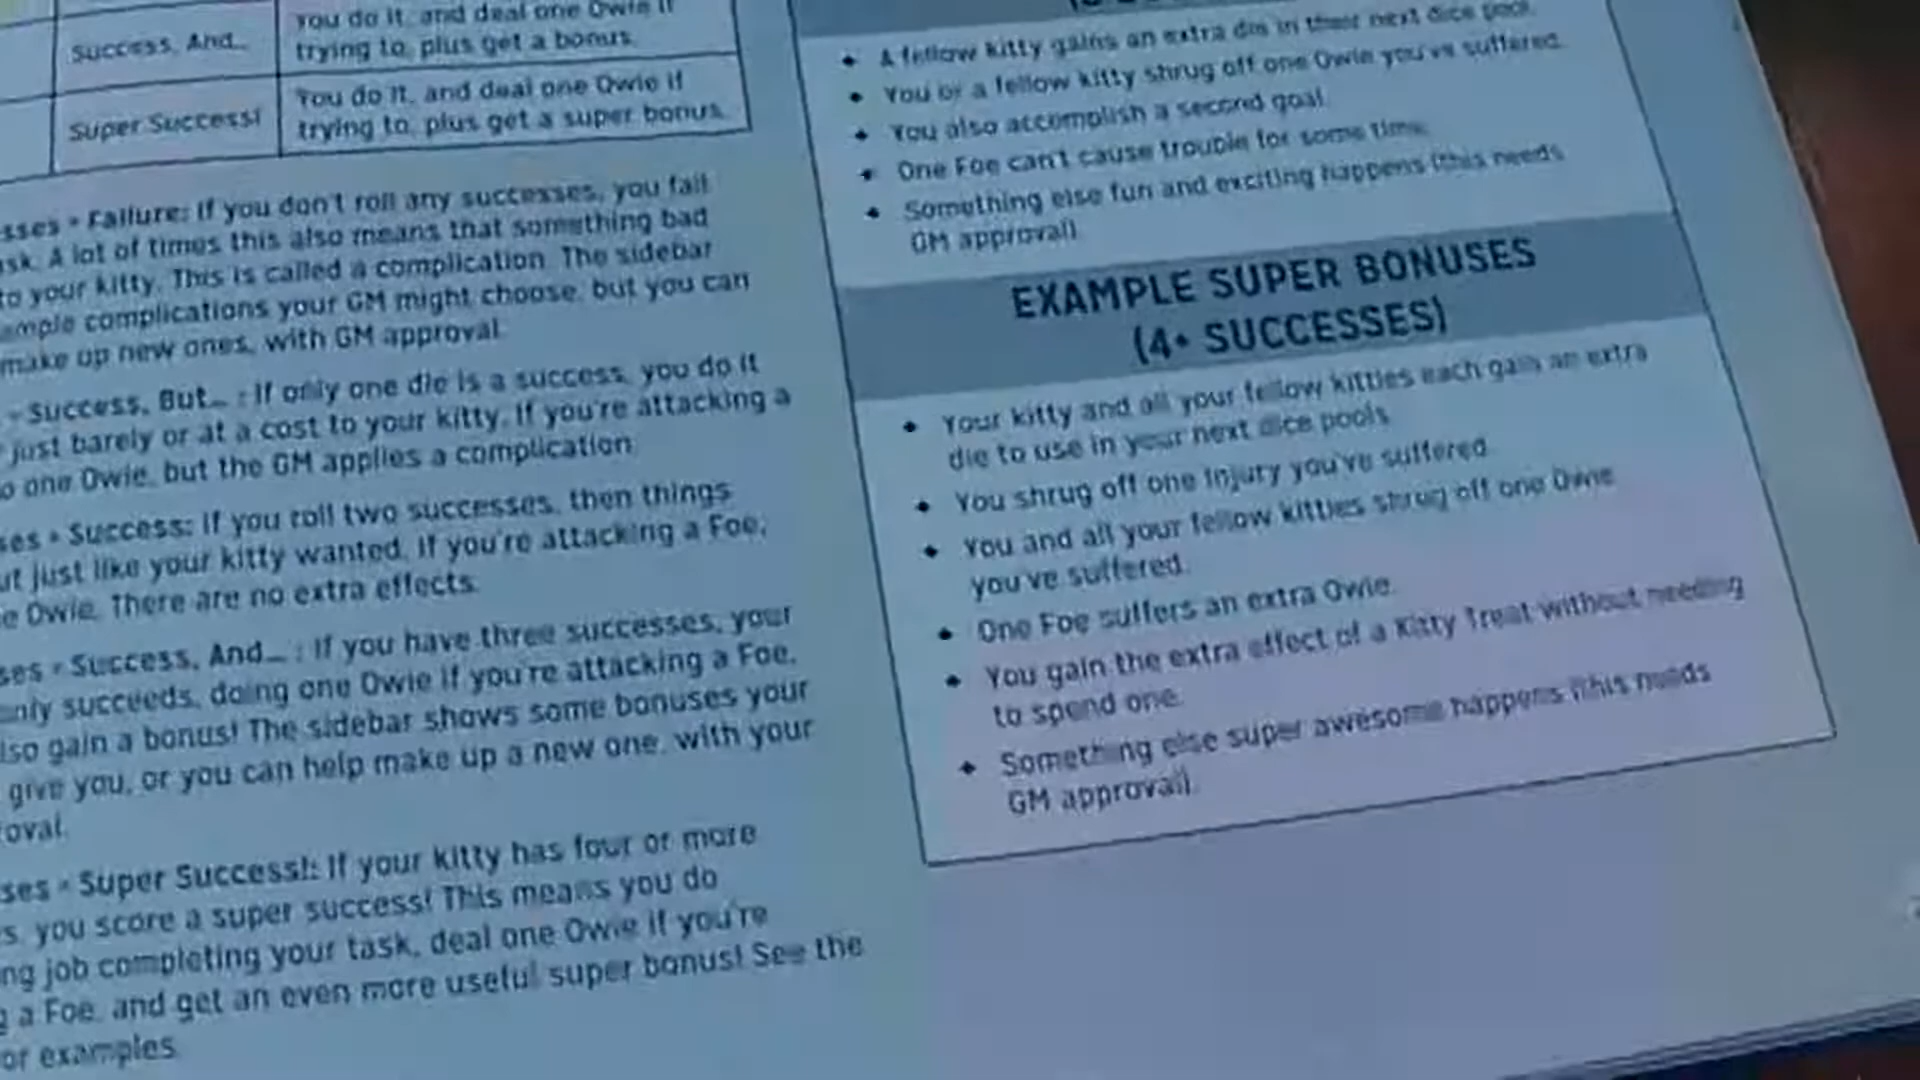 you do it, and deal one Owie if
Success, And...
trying to, plus get a bonus.
You do it, and deal one Owie if
Super Success!
trying to, plus get a super bonus.
sses • Failure: If you don't roll any successes, you fail
sk. A lot of times this also means that something bad
to your kitty. This is called a complication. The sidebar
complications your GM might choose, but you can
make up new ones, with GM approval.
• Success, But... : If only one die is a success, you do it
just barely or at a cost to your kitty. If you're attacking a
one Owie, but the GM applies a complication.
ses • Success: If you roll two successes, then things
ut just like your kitty wanted. If you're attacking a Foe,
e Owie. There are no extra effects.
ses • Success, And... : If you have three successes, your
only succeeds, doing one Owie if you're attacking a Foe,
lso gain a bonus! The sidebar shows some bonuses your
give you, or you can help make up a new one, with your
roval.
ses • Super Success!: If your kitty has four or more
s, you score a super success! This means you do
ng job completing your task, deal one Owie if you're
g a Foe, and get an even more useful super bonus! See the
or examples.
• A fellow kitty gains an extra die in their next dice pool.
• You or a fellow kitty shrug off one Owie you've suffered.
• You also accomplish a second goal.
• One Foe can't cause trouble for some time.
• Something else fun and exciting happens (this needs
GM approval).
EXAMPLE SUPER BONUSES
(4+ SUCCESSES)
• Your kitty and all your fellow kitties each gain an extra
die to use in your next dice pools.
• You shrug off one Injury you've suffered.
• You and all your fellow kitties shrug off one Owie
you've suffered.
• One Foe suffers an extra Owie.
• You gain the extra effect of a Kitty Treat without needing
to spend one.
• Something else super awesome happens (this needs
GM approval).